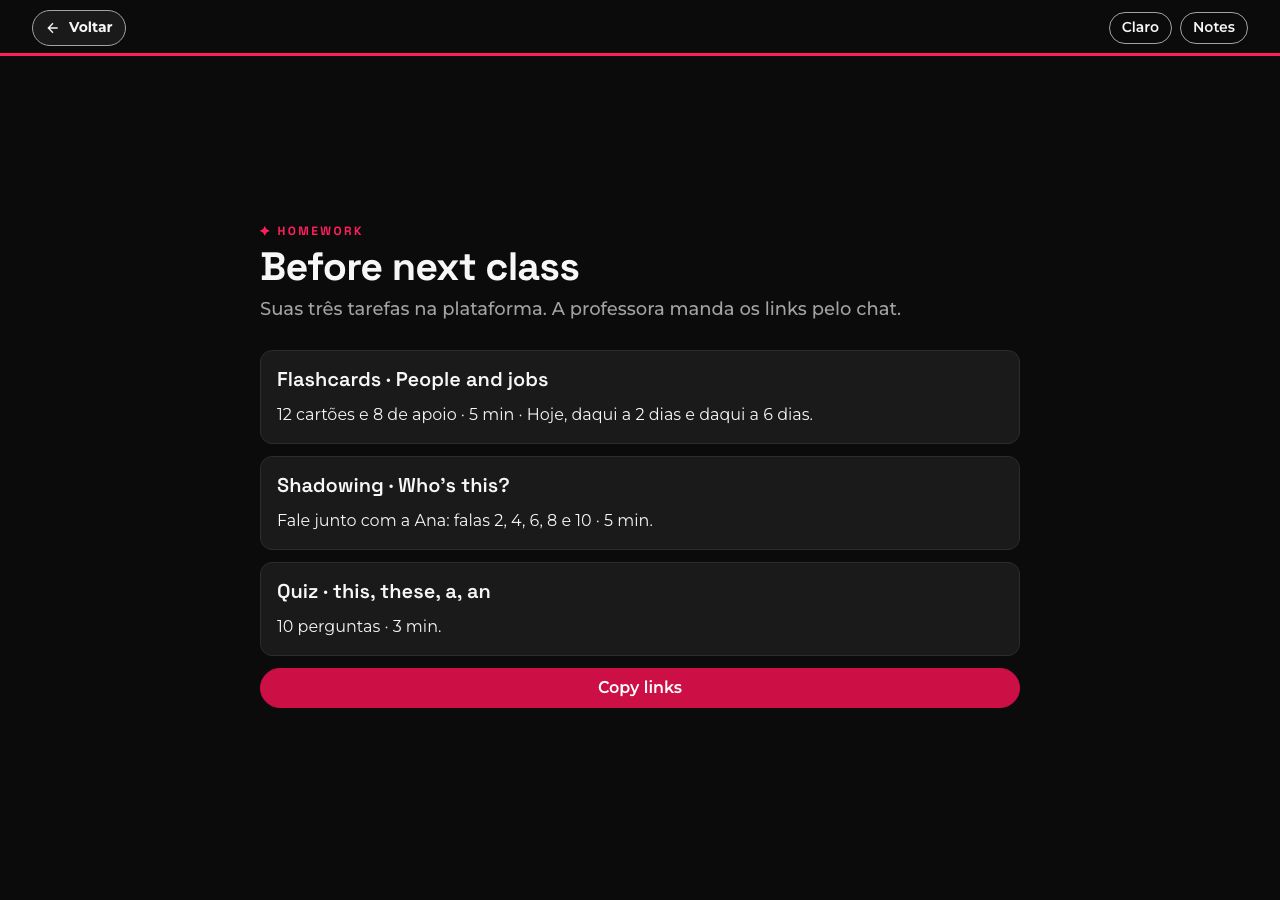 ← Voltar
Claro
Notes
✦ HOMEWORK
Before next class
Suas três tarefas na plataforma. A professora manda os links pelo chat.
Flashcards · People and jobs
12 cartões e 8 de apoio · 5 min · Hoje, daqui a 2 dias e daqui a 6 dias.
Shadowing · Who’s this?
Fale junto com a Ana: falas 2, 4, 6, 8 e 10 · 5 min.
Quiz · this, these, a, an
10 perguntas · 3 min.
Copy links